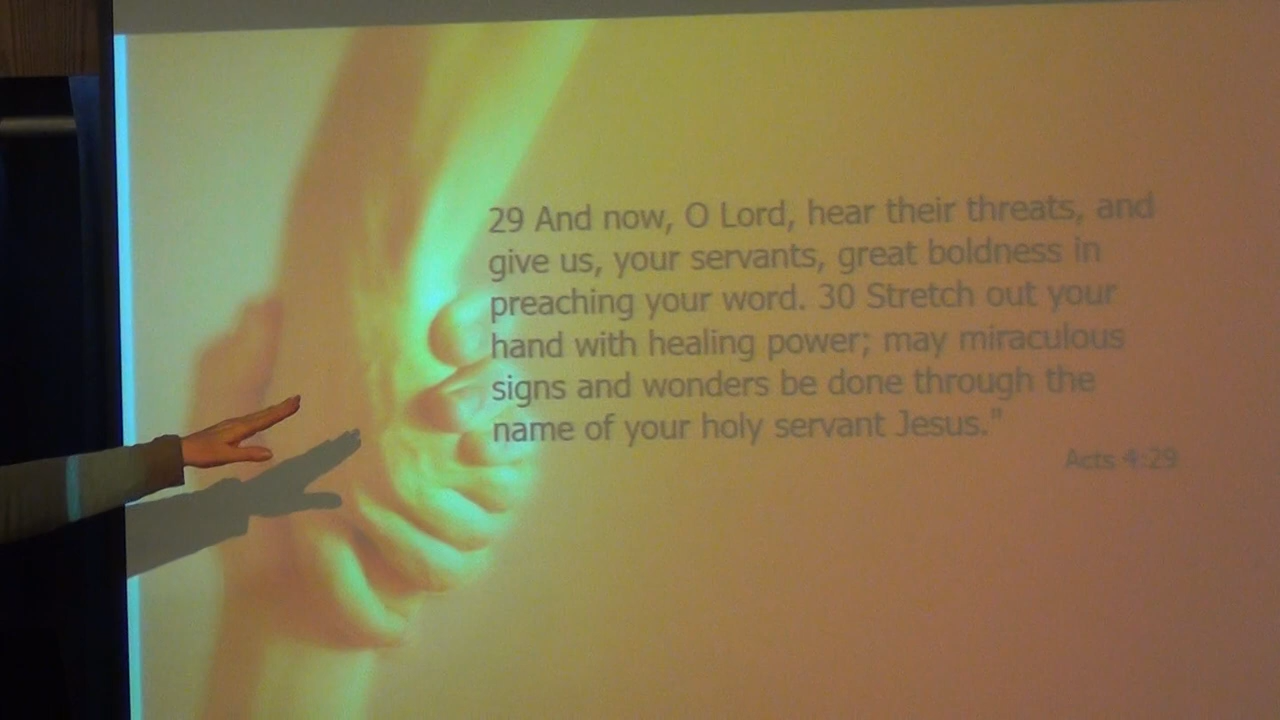 29 And now, O Lord, hear their threats, and
give us, your servants, great boldness in
preaching your word. 30 Stretch out your
hand with healing power; may miraculous
signs and wonders be done through the
name of your holy servant Jesus."
Acts 4:29